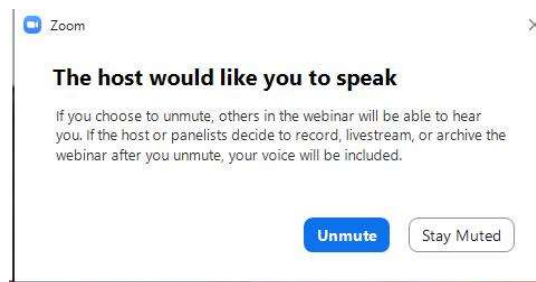 Zoom
The host would like you to speak
If you choose to unmute, others in the webinar will be able to hear
you. If the host or panelists decide to record, livestream, or archive the
webinar after you unmute, your voice will be included.
Unmute Stay Muted